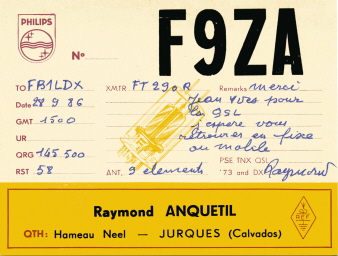 PHILIPS
F9ZA
N°
TO FB1LDX XMTR FT 290R Remarks merci
Date 28 9 86 Jean Yves pour
GMT 1500 la QSL
UR j'espère vous
retrouver en fixe
QRG 145.500 ou mobile
PSE TNX QSL
RST 58 ANT, 9 elements '73 and DX Raymond
Raymond ANQUETIL
QTH: Hameau Neel — JURQUES (Calvados)
REF